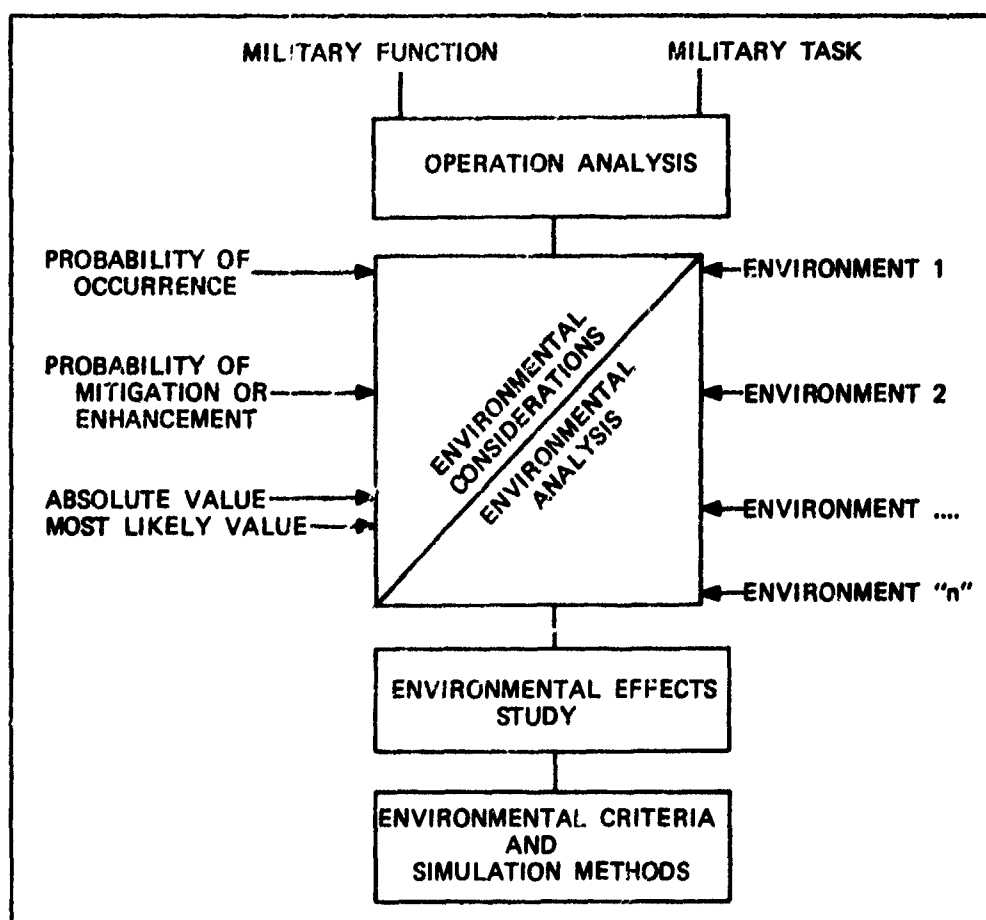 MILITARY FUNCTION
MILITARY TASK
OPERATION ANALYSIS
PROBABILITY OF
OCCURRENCE
PROBABILITY OF
MITIGATION OR
ENHANCEMENT
ABSOLUTE VALUE
MOST LIKELY VALUE
ENVIRONMENTAL
CONSIDERATIONS
ENVIRONMENTAL
ANALYSIS
ENVIRONMENT 1
ENVIRONMENT 2
ENVIRONMENT ....
ENVIRONMENT "n"
ENVIRONMENTAL EFFECTS
STUDY
ENVIRONMENTAL CRITERIA
AND
SIMULATION METHODS